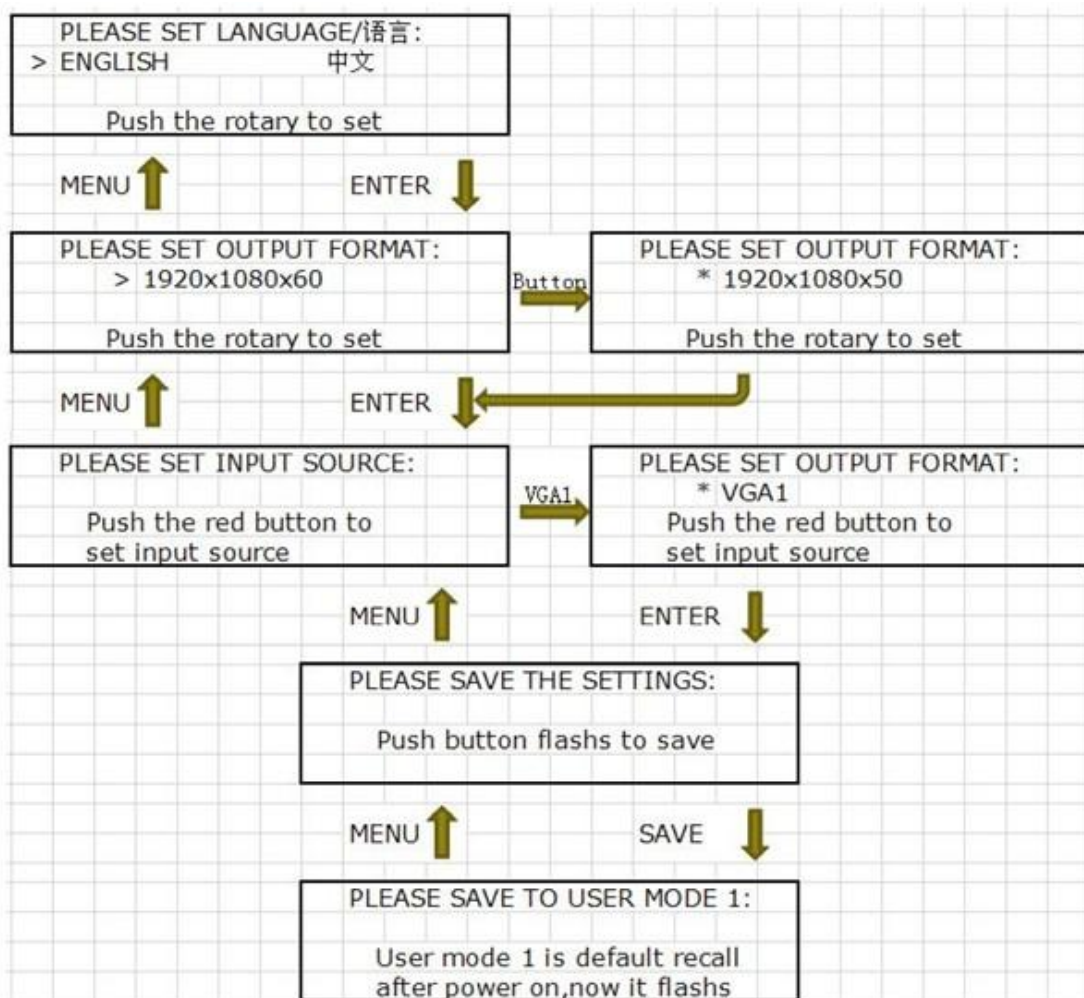 PLEASE SET LANGUAGE/语言:
> ENGLISH 中文
Push the rotary to set
MENU ENTER
PLEASE SET OUTPUT FORMAT:
> 1920x1080x60
Push the rotary to set
Button
PLEASE SET OUTPUT FORMAT:
* 1920x1080x50
Push the rotary to set
MENU ENTER
PLEASE SET INPUT SOURCE:
Push the red button to
set input source
VGA1
PLEASE SET OUTPUT FORMAT:
* VGA1
Push the red button to
set input source
MENU ENTER
PLEASE SAVE THE SETTINGS:
Push button flashs to save
MENU SAVE
PLEASE SAVE TO USER MODE 1:
User mode 1 is default recall
after power on,now it flashs